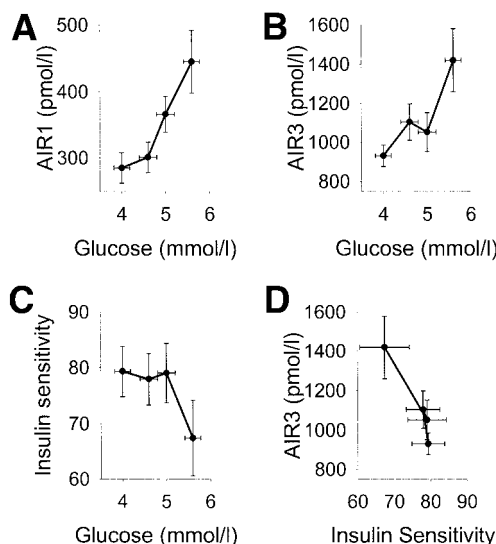 A
AIR1 (pmol/l)
500
400
300
4 5 6
Glucose (mmol/l)
B
AIR3 (pmol/l)
1600
1400
1200
1000
800
4 5 6
Glucose (mmol/l)
C
Insulin sensitivity
90
80
70
60
4 5 6
Glucose (mmol/l)
D
AIR3 (pmol/l)
1600
1400
1200
1000
800
60 70 80 90
Insulin Sensitivity